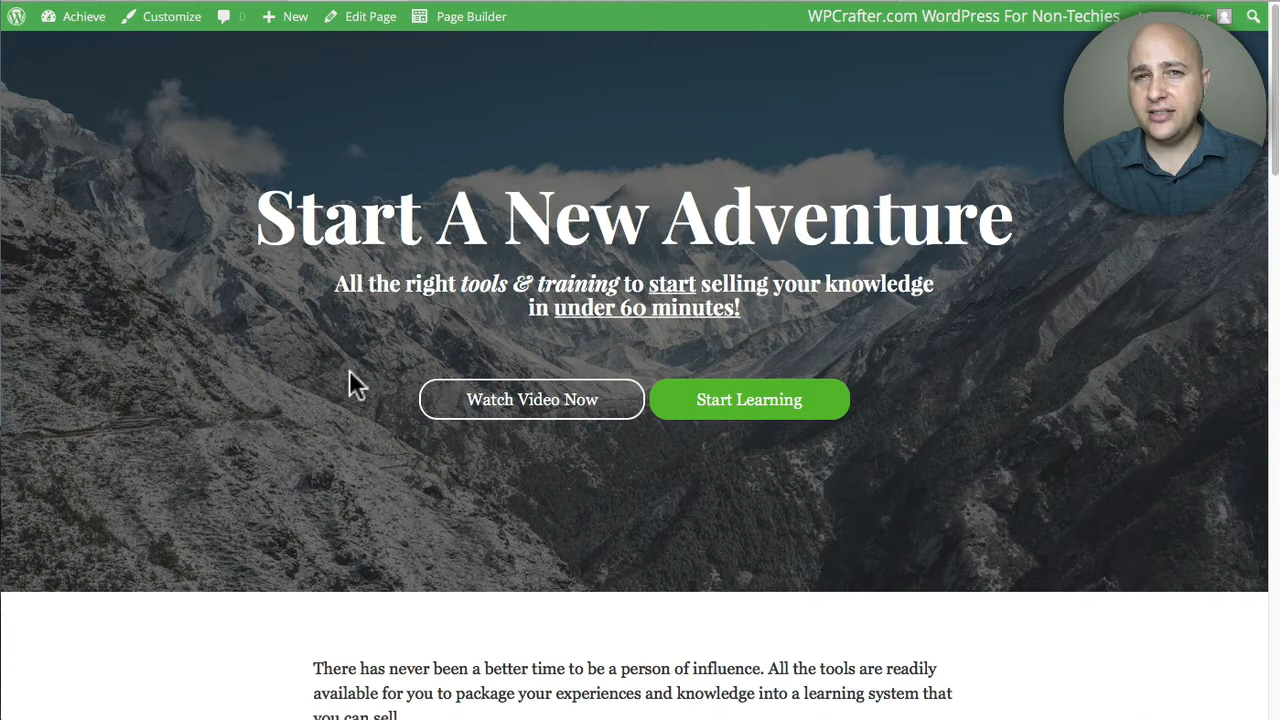 Achieve Customize 0 New Edit Page Page Builder WPCrafter.com WordPress For Non-Techies
Start A New Adventure
All the right tools & training to start selling your knowledge
in under 60 minutes!
Watch Video Now Start Learning
There has never been a better time to be a person of influence. All the tools are readily
available for you to package your experiences and knowledge into a learning system that
you can sell.